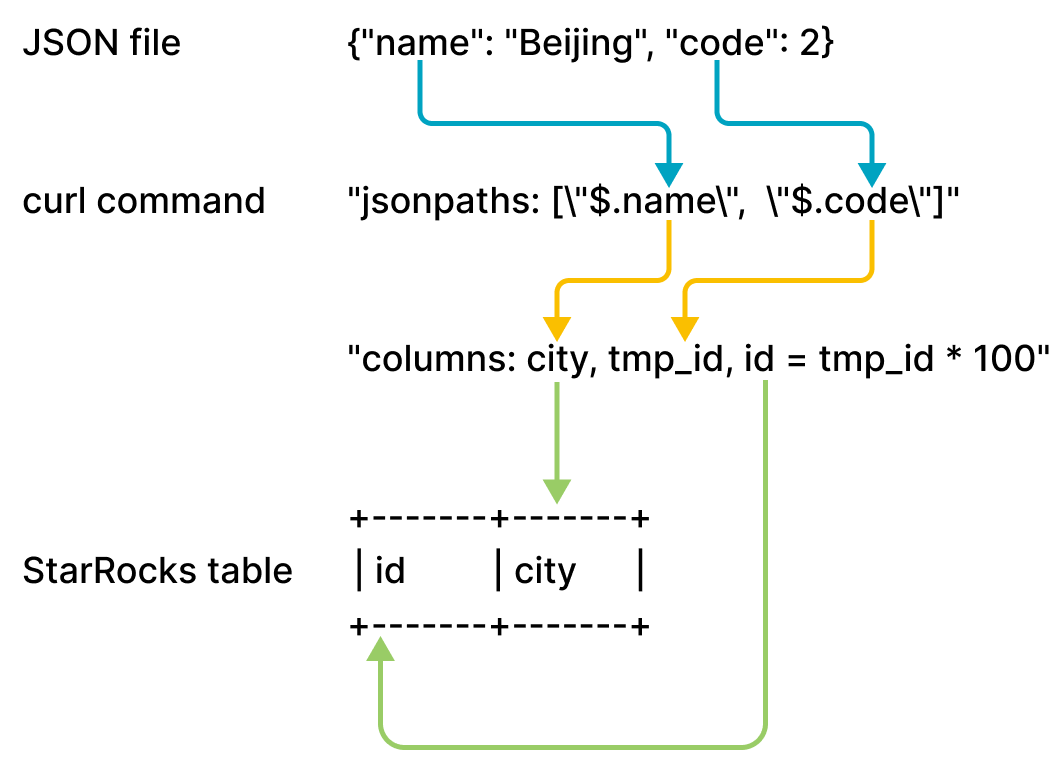 JSON file {"name": "Beijing", "code": 2}
curl command "jsonpaths: [\"$.name\", \"$.code\"]"
"columns: city, tmp_id, id = tmp_id * 100"
+-------+-------+
StarRocks table | id | city |
+-------+-------+